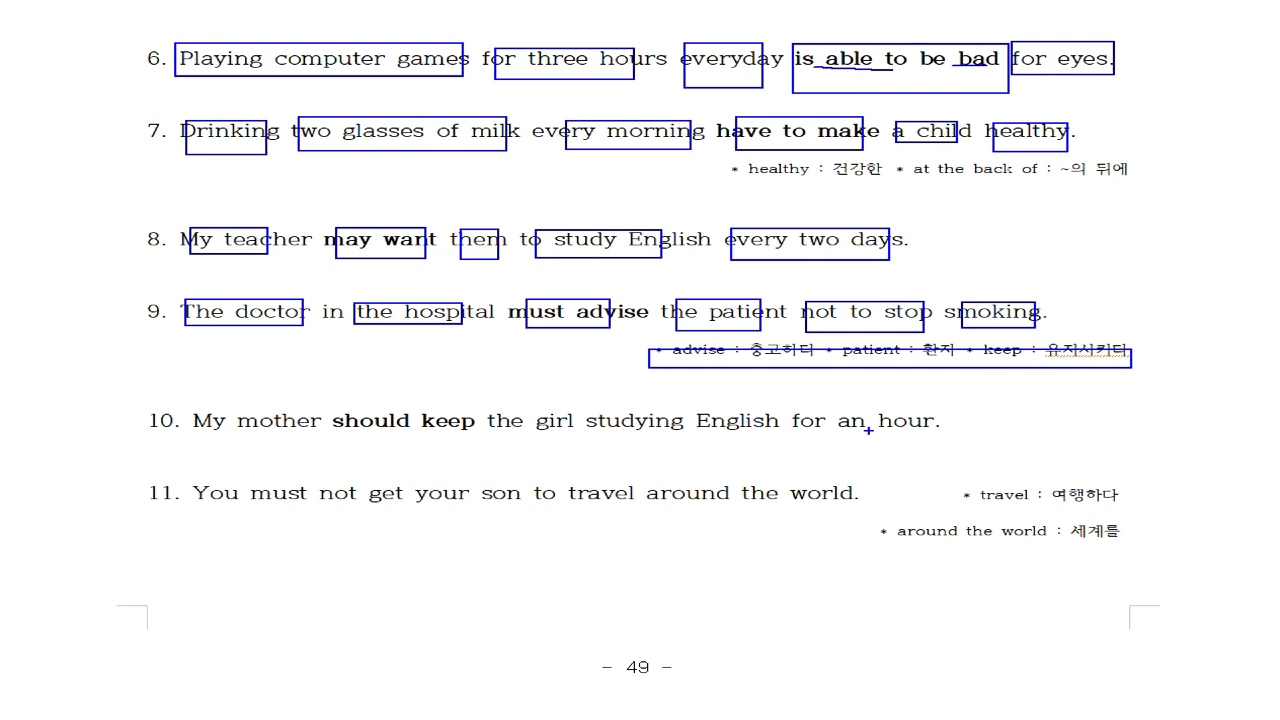 6. Playing computer games for three hours everyday is able to be bad for eyes.
7. Drinking two glasses of milk every morning have to make a child healthy.
* healthy : 건강한 * at the back of : ~의 뒤에
8. My teacher may want them to study English every two days.
9. The doctor in the hospital must advise the patient not to stop smoking.
* advise : 충고하다 * patient : 환자 * keep : 유지시키다
10. My mother should keep the girl studying English for an hour.
11. You must not get your son to travel around the world. * travel : 여행하다
* around the world : 세계를
- 49 -